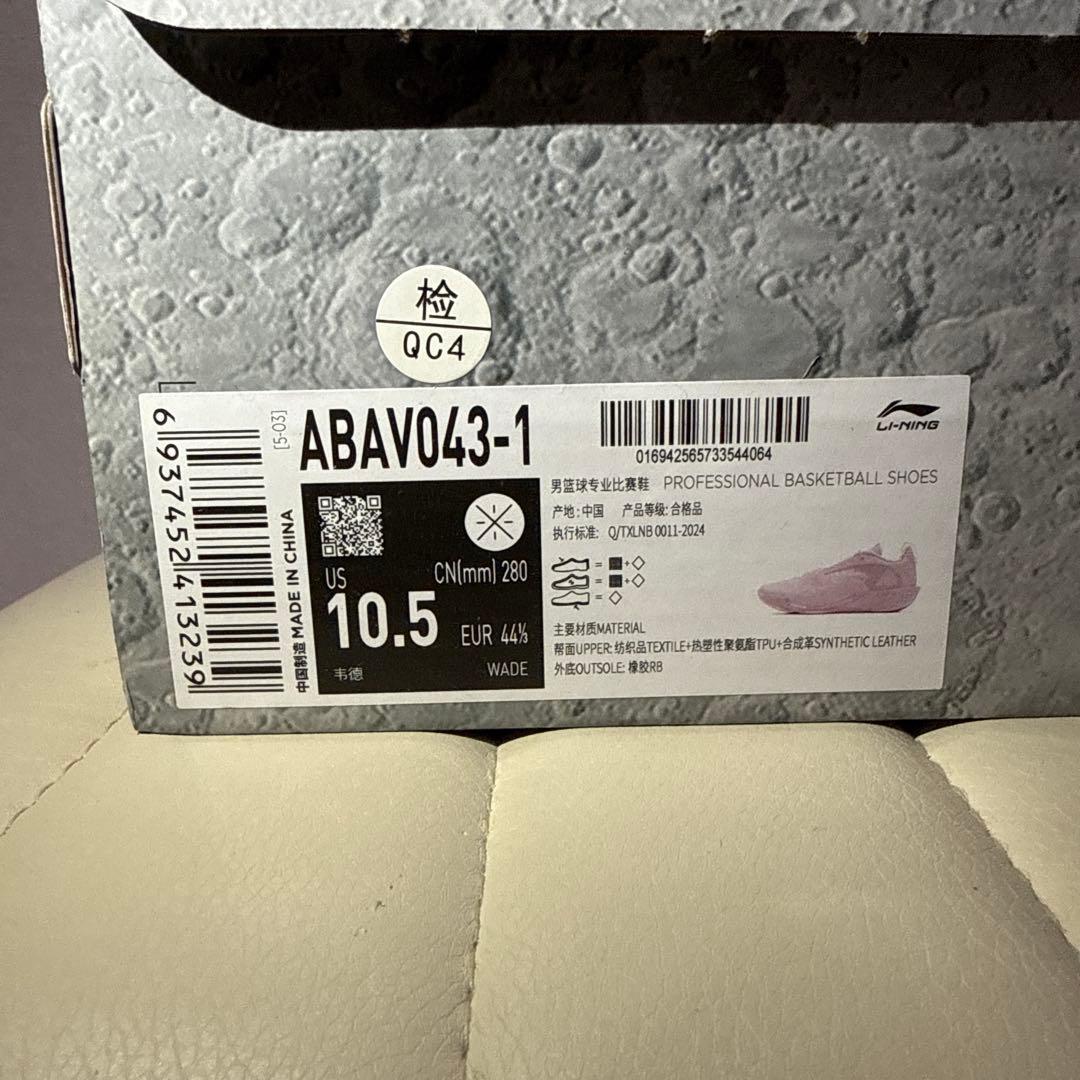 检
QC4
6937452413239
[5-03]
ABAV043-1
016942565733544064
LI-NING
男篮球专业比赛鞋 PROFESSIONAL BASKETBALL SHOES
产地:中国 产品等级:合格品
执行标准: Q/TXLNB 0011-2024
中国制造 MADE IN CHINA
US
CN(mm) 280
10.5
EUR 44⅓
韦德
WADE
主要材质MATERIAL
帮面UPPER: 纺织品TEXTILE+热塑性聚氨酯TPU+合成革SYNTHETIC LEATHER
外底OUTSOLE: 橡胶RB